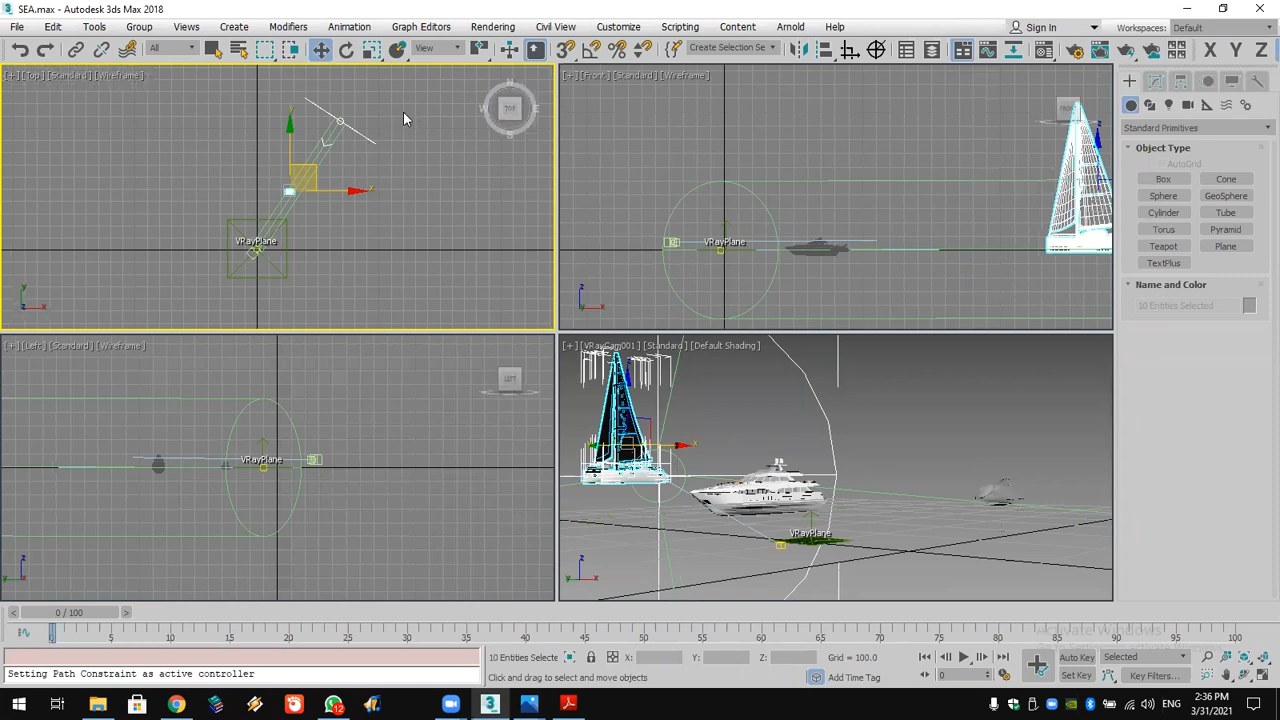 SEA.max - Autodesk 3ds Max 2018
File Edit Tools Group Views Create Modifiers Animation Graph Editors Rendering Civil View Customize Scripting Content Arnold Help Sign In Workspaces: Default
All View Create Selection Se X Y Z
[+] [Top] [Standard] [Wireframe]
[+] [Front] [Standard] [Wireframe]
N
W TOP E
S
y
x
VRayPlane
y
z x
VRayPlane
z
x
[+] [Left] [Standard] [Wireframe]
LEFT
VRayPlane
z
y
[+] [VRayCam001] [Standard] [Default Shading]
x
VRayPlane
z
x
Standard Primitives
Object Type
AutoGrid
Box Cone
Sphere GeoSphere
Cylinder Tube
Torus Pyramid
Teapot Plane
TextPlus
Name and Color
10 Entities Selected
< 0 / 100 >
0 5 10 15 20 25 30 35 40 45 50 55 60 65 70 75 80 85 90 95 100
Activate Windows
Setting Path Constraint as active controller
10 Entities Selecte X: Y: Z: Grid = 100.0
Click and drag to select and move objects
Add Time Tag
0
Auto Key Selected
Set Key Key Filters...
12
ENG
2:36 PM
3/31/2021